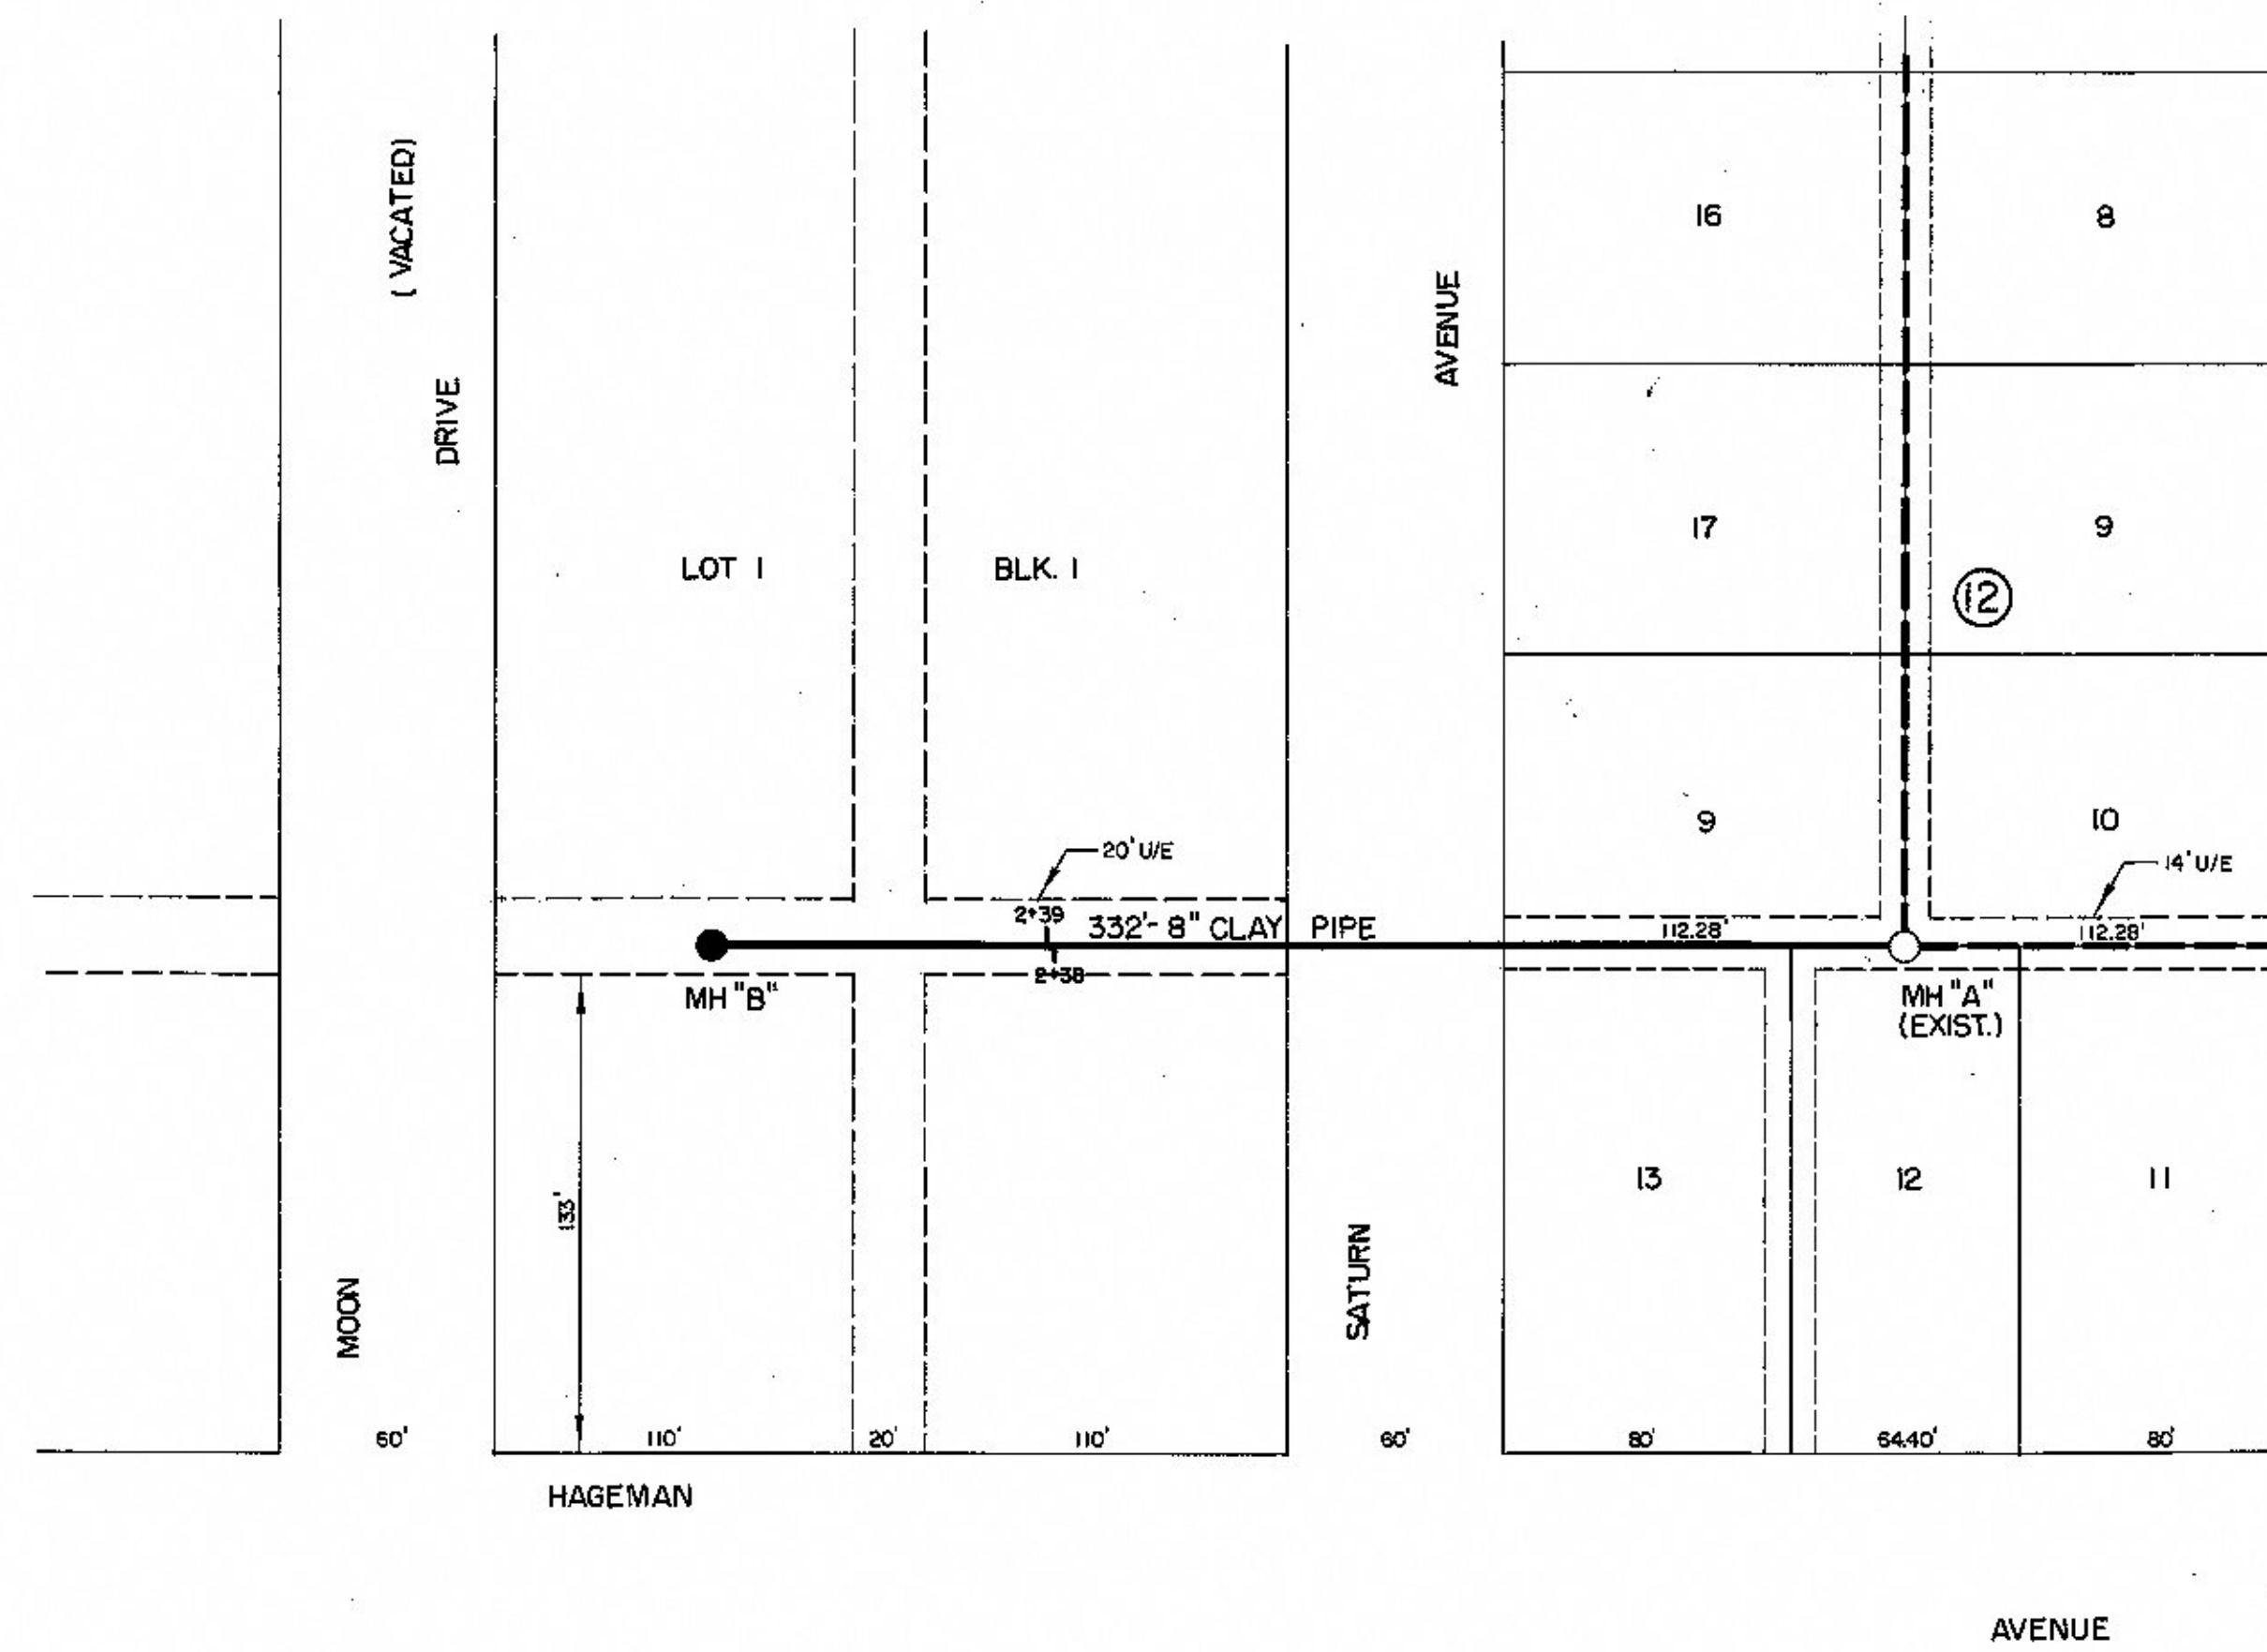 ( VACATED)
DRIVE
MOON
AVENUE
SATURN
16
8
17
9
12
LOT 1
BLK. 1
9
10
20' U/E
14' U/E
2+39
332'- 8" CLAY PIPE
112.28'
112.28'
2+38
MH "B"
MH "A"
(EXIST.)
133'
13
12
11
60'
110'
20'
110'
60'
80'
64.40'
80'
HAGEMAN
AVENUE